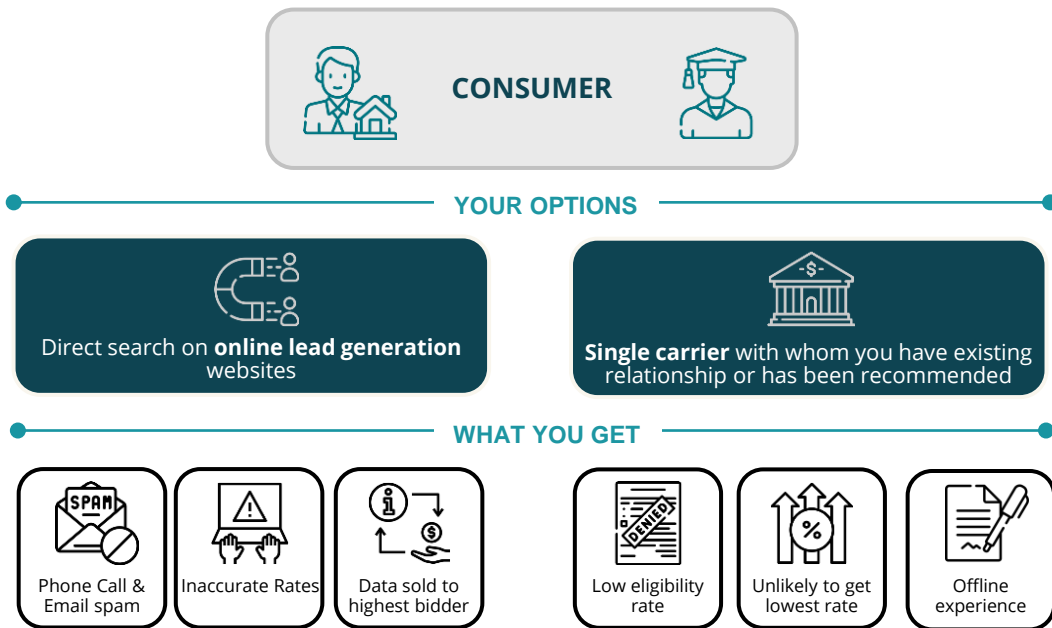 CONSUMER
YOUR OPTIONS
Direct search on online lead generation
websites
-$-
Single carrier with whom you have existing
relationship or has been recommended
WHAT YOU GET
SPAM
Phone Call &
Email spam
Inaccurate Rates
i
$
Data sold to
highest bidder
DENIED
Low eligibility
rate
%
Unlikely to get
lowest rate
Offline
experience